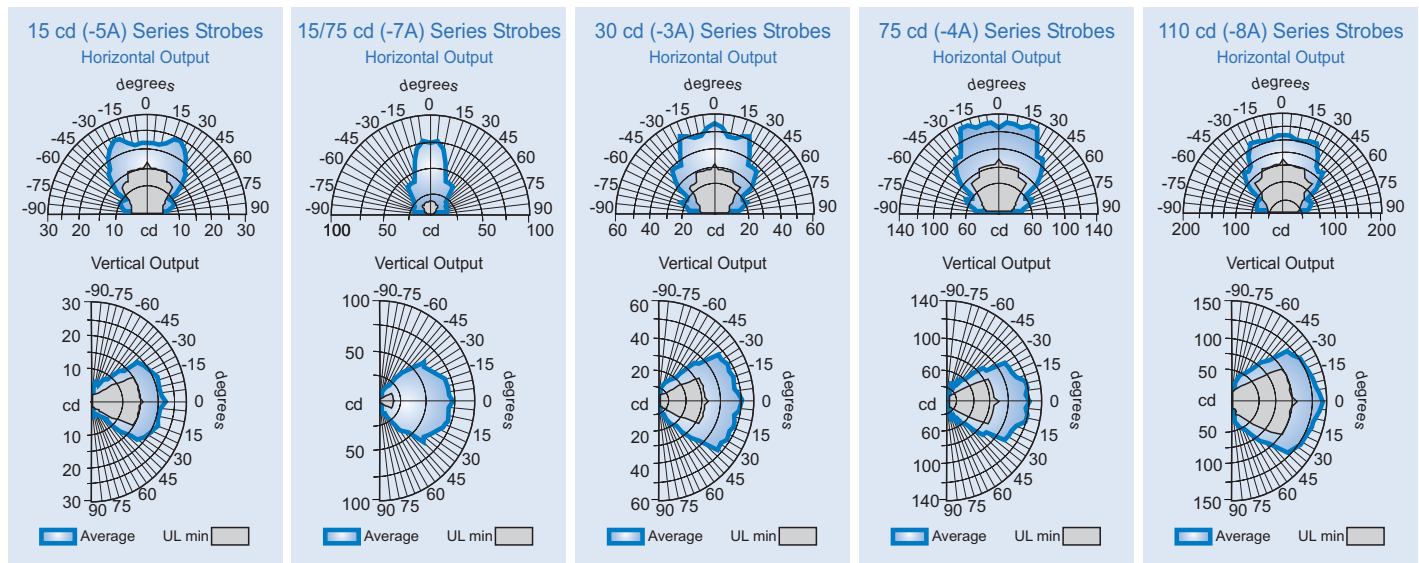 15 cd (-5A) Series Strobes
Horizontal Output
degrees
0
-15 15
-30 30
-45 45
-60 60
-75 75
-90 90
30 20 10 cd 10 20 30
Vertical Output
30 -90 -75
-60
20 -45
-30
10 -15
cd 0 degrees
10 15
30
20 45
60
30 90 75
Average UL min
15/75 cd (-7A) Series Strobes
Horizontal Output
degrees
0
-15 15
-30 30
-45 45
-60 60
-75 75
-90 90
100 50 cd 50 100
Vertical Output
100 -90 -75
-60
-45
50 -30
-15
cd 0 degrees
15
50 30
45
60
100 90 75
Average UL min
30 cd (-3A) Series Strobes
Horizontal Output
degrees
0
-15 15
-30 30
-45 45
-60 60
-75 75
-90 90
60 40 20 cd 20 40 60
Vertical Output
60 -90 -75
-60
40 -45
-30
20 -15
cd 0 degrees
20 15
30
40 45
60
60 90 75
Average UL min
75 cd (-4A) Series Strobes
Horizontal Output
degrees
0
-15 15
-30 30
-45 45
-60 60
-75 75
-90 90
140 100 60 cd 60 100 140
Vertical Output
140 -90 -75
-60
100 -45
-30
60 -15
cd 0 degrees
60 15
30
100 45
60
140 90 75
Average UL min
110 cd (-8A) Series Strobes
Horizontal Output
degrees
0
-15 15
-30 30
-45 45
-60 60
-75 75
-90 90
200 100 cd 100 200
Vertical Output
150 -90 -75
-60
100 -45
-30
50 -15
cd 0 degrees
50 15
30
100 45
60
150 90 75
Average UL min